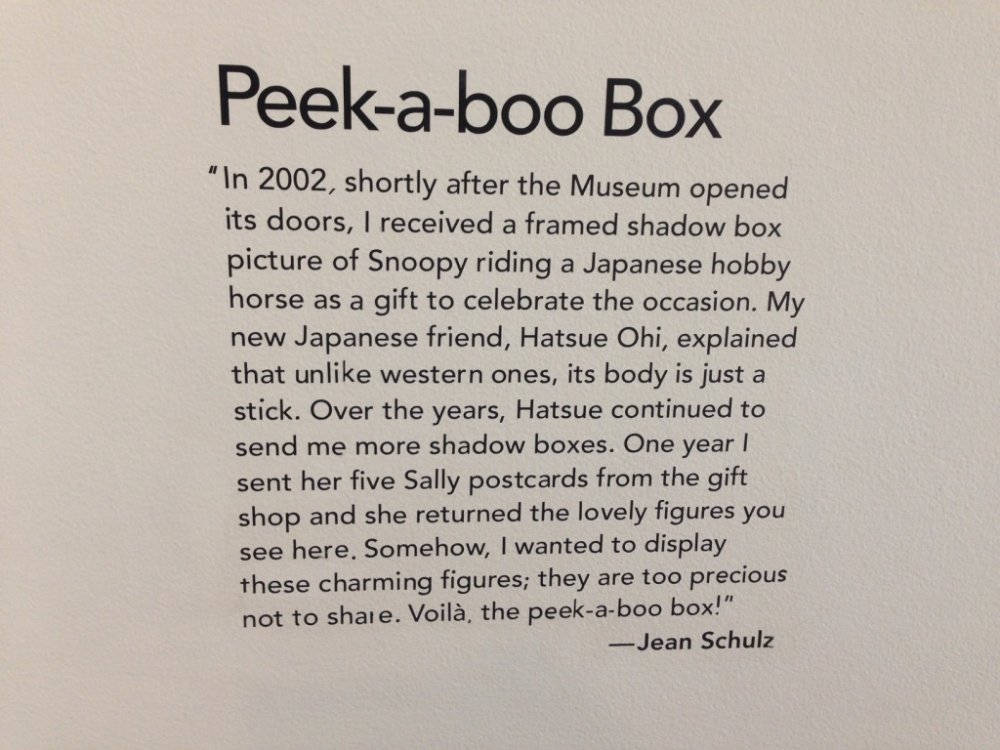 Peek-a-boo Box
"In 2002, shortly after the Museum opened
its doors, I received a framed shadow box
picture of Snoopy riding a Japanese hobby
horse as a gift to celebrate the occasion. My
new Japanese friend, Hatsue Ohi, explained
that unlike western ones, its body is just a
stick. Over the years, Hatsue continued to
send me more shadow boxes. One year I
sent her five Sally postcards from the gift
shop and she returned the lovely figures you
see here. Somehow, I wanted to display
these charming figures; they are too precious
not to share. Voilà, the peek-a-boo box!"
—Jean Schulz